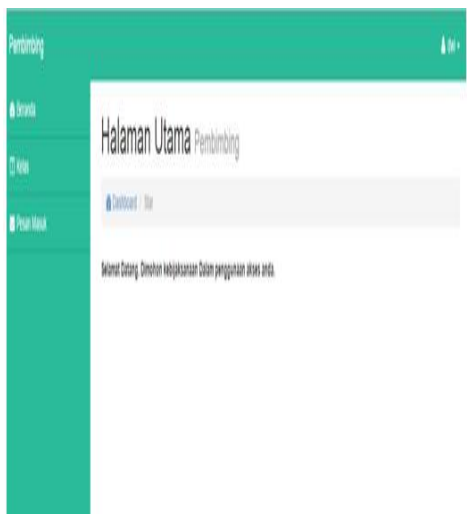 Pembimbing
Beranda
Kelas
Pesan Masuk
Halaman Utama Pembimbing
Dashboard /
Selamat Datang, Dimohon kebijaksanaan Dalam penggunaan akses anda.